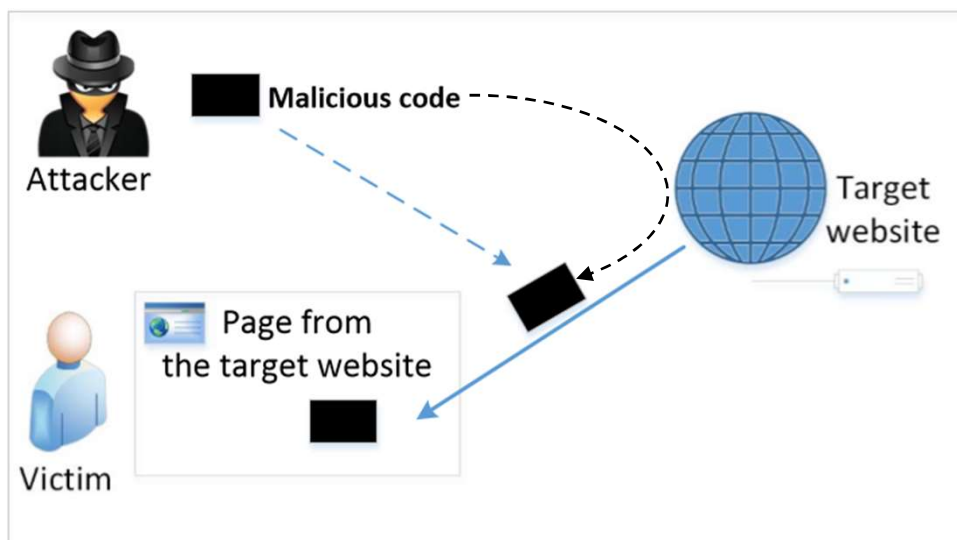 Malicious code
Attacker
Target
website
Page from
the target website
Victim